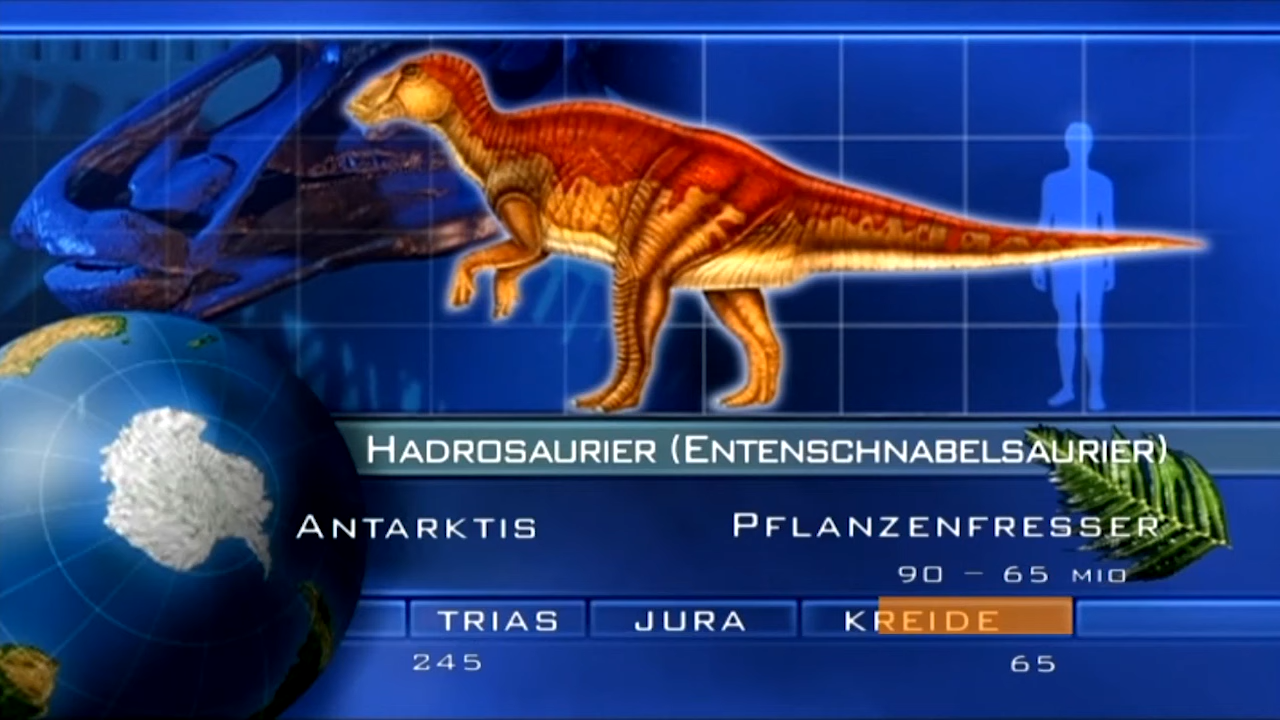 HADROSAURIER (ENTENSCHNABELSAURIER)
ANTARKTIS
PFLANZENFRESSER
90 – 65 MIO
TRIAS JURA KREIDE
245 65